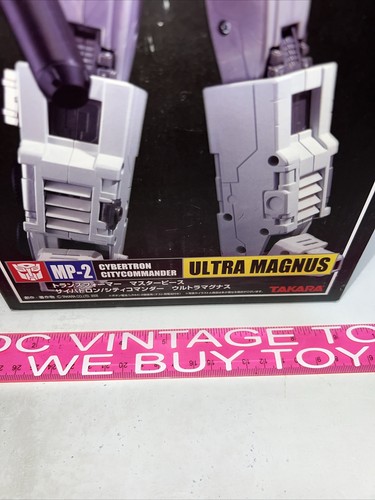 MP-2
CYBERTRON
CITYCOMMANDER
ULTRA MAGNUS
トランスフォーマー マスターピース
サイバトロン/シティコマンダー ウルトラマグナス
TAKARA
DC VINTAGE TO
WE BUY TOY